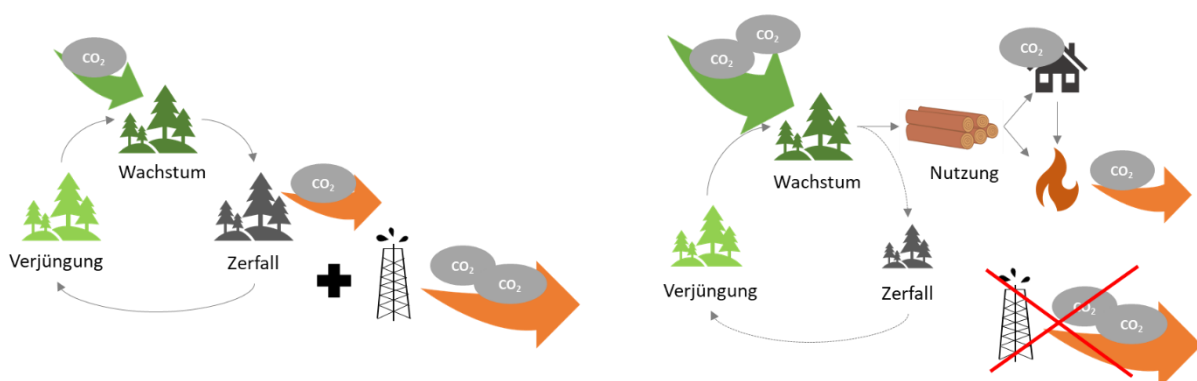 CO₂
Wachstum
CO₂
Verjüngung
Zerfall
CO₂
CO₂
CO₂
CO₂
CO₂
Wachstum
Nutzung
CO₂
Verjüngung
Zerfall
CO₂
CO₂